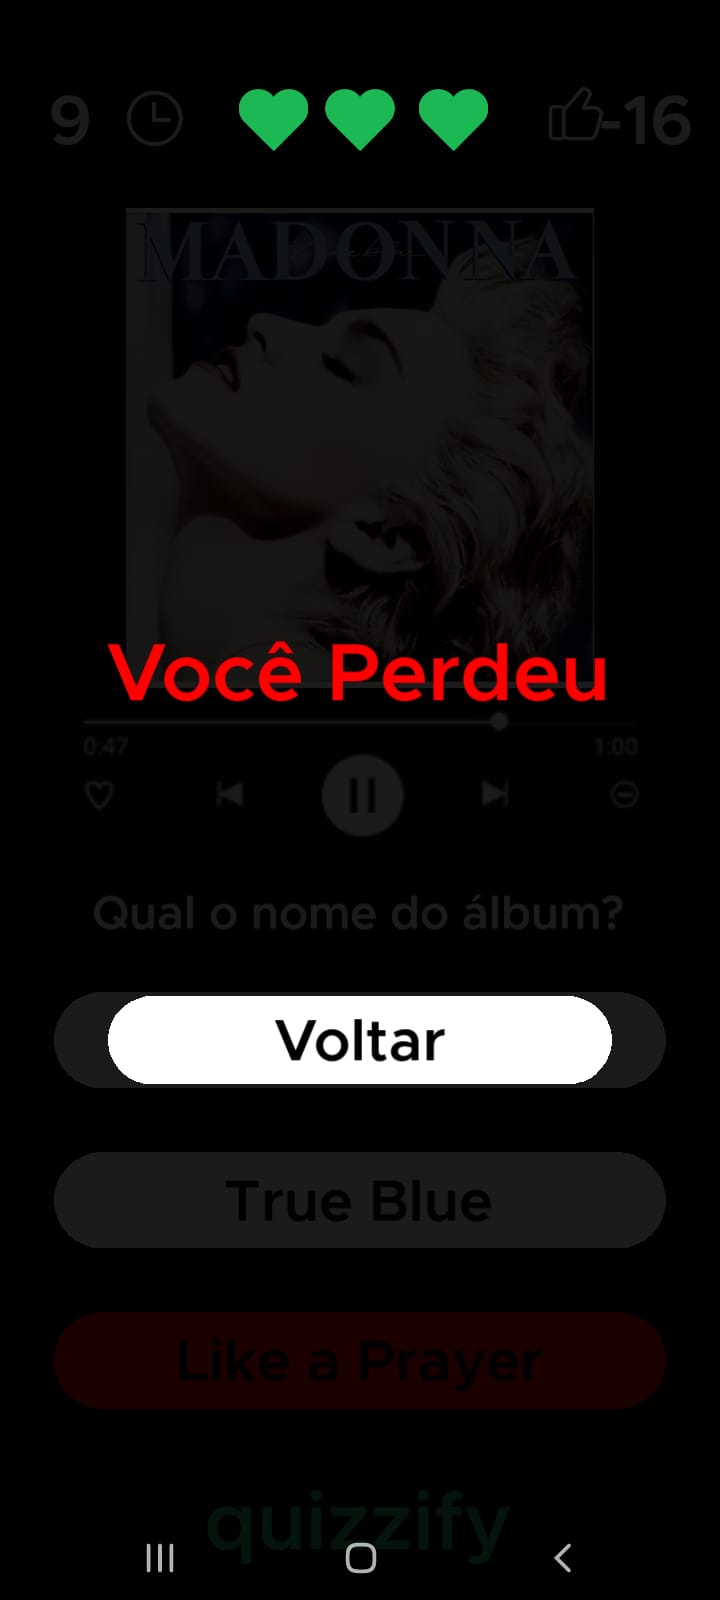 9 -16
MADONNA
Você Perdeu
0:47 1:00
Qual o nome do álbum?
Voltar
True Blue
Like a Prayer
quizzify